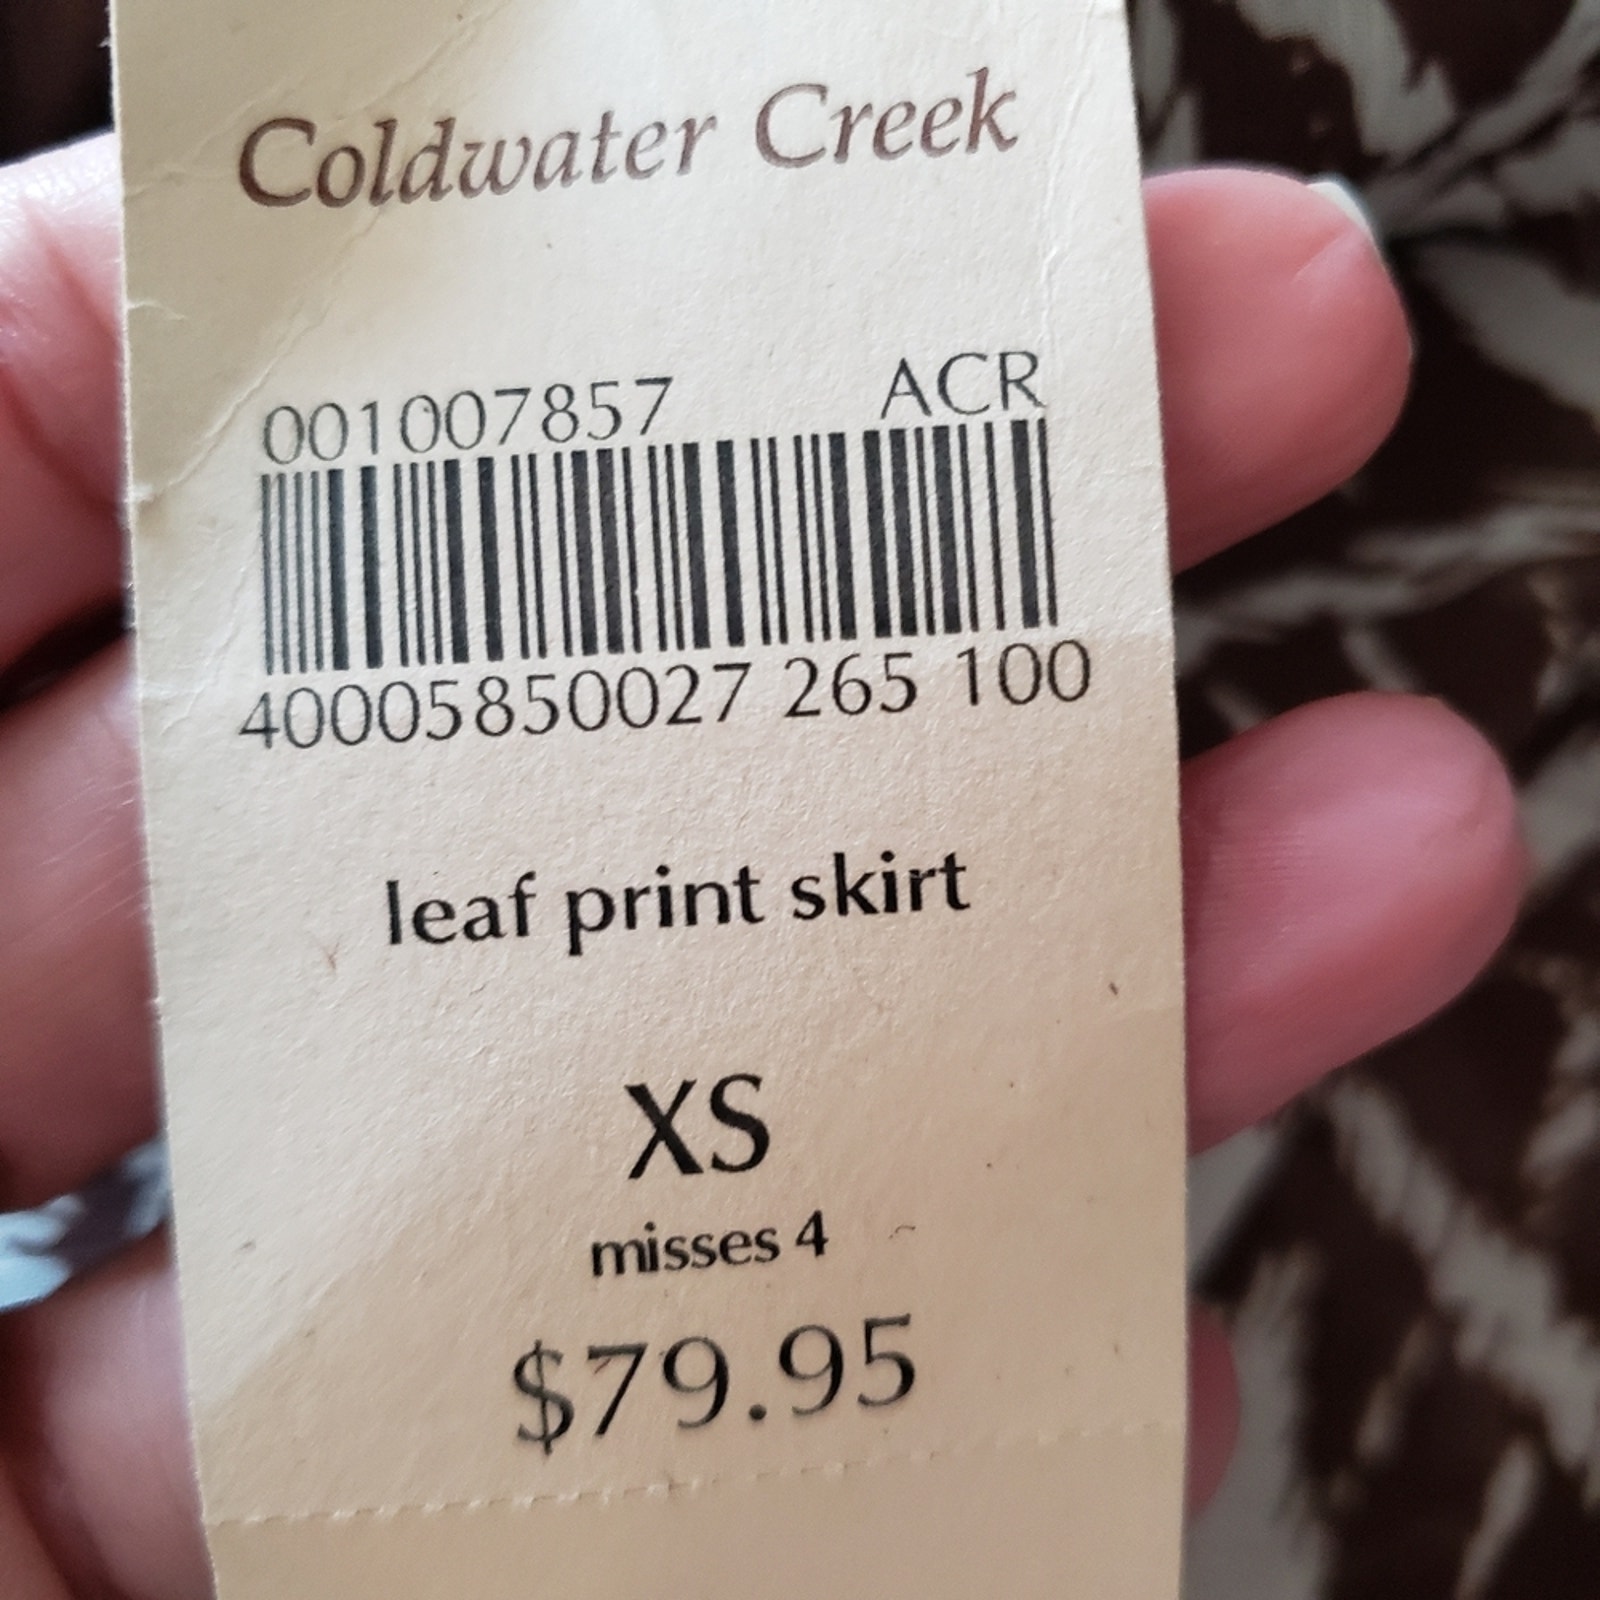 Coldwater Creek
001007857 ACR
40005850027 265 100
leaf print skirt
XS
misses 4
$79.95